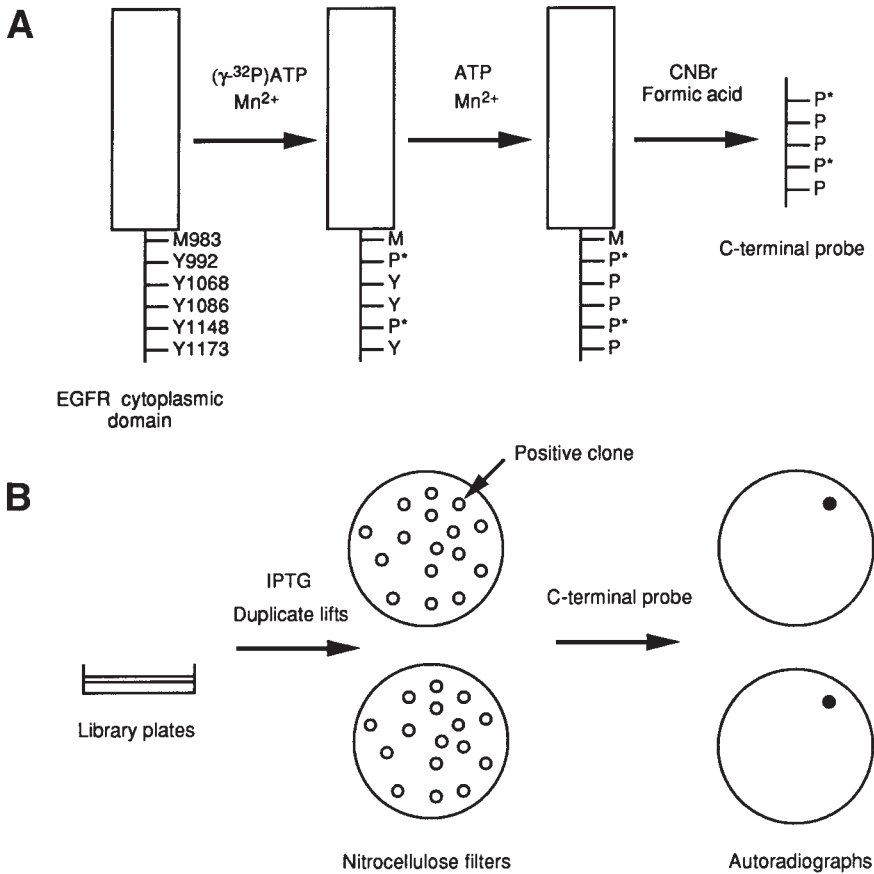 A
(γ-³²P)ATP
Mn²⁺
ATP
Mn²⁺
CNBr
Formic acid
P*
P
P
P*
P
C-terminal probe
M983
Y992
Y1068
Y1086
Y1148
Y1173
M
P*
Y
Y
P*
Y
M
P*
P
P
P*
P
EGFR cytoplasmic
domain
B
Positive clone
IPTG
Duplicate lifts
C-terminal probe
Library plates
Nitrocellulose filters
Autoradiographs